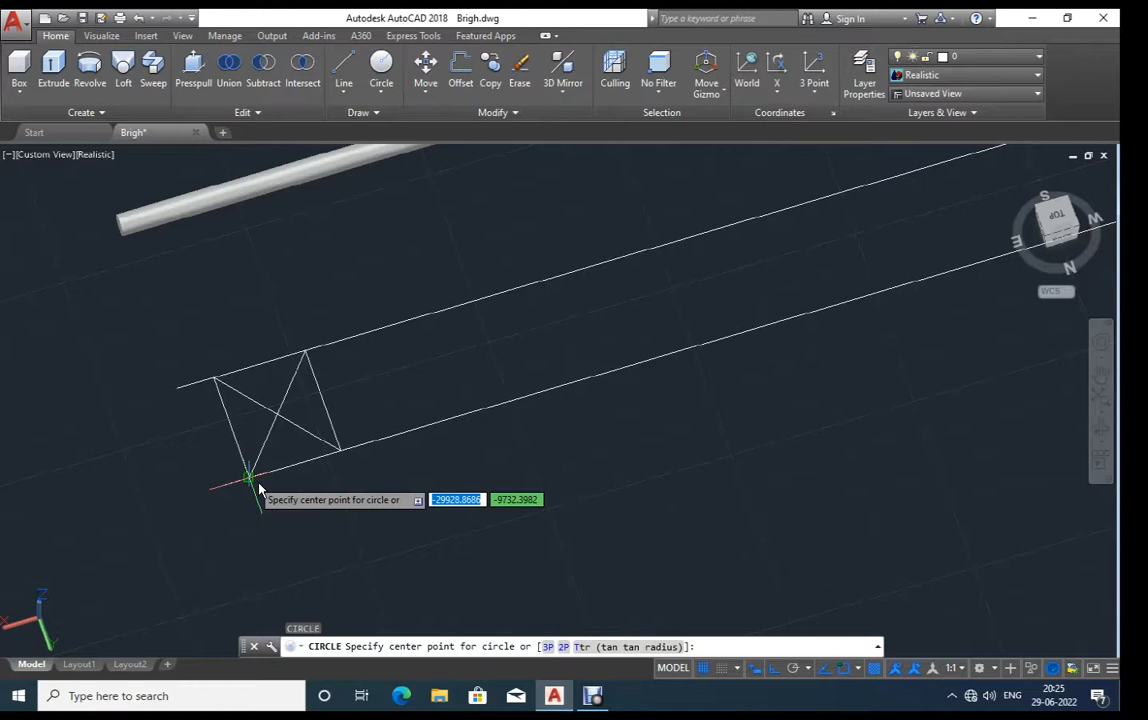 Autodesk AutoCAD 2018 Brigh.dwg
Type a keyword or phrase
Sign In
Home Visualize Insert View Manage Output Add-ins A360 Express Tools Featured Apps
Box Extrude Revolve Loft Sweep Presspull Union Subtract Intersect Line Circle Move Offset Copy Erase 3D Mirror Culling No Filter Move Gizmo World X 3 Point Layer Properties
0
Realistic
Unsaved View
Create Edit Draw Modify Selection Coordinates Layers & View
Start Brigh*
[−][Custom View][Realistic]
S
TOP
W
E
N
WCS
Specify center point for circle or -29928.8686 -9732.3982
Z
X
Y
CIRCLE
CIRCLE Specify center point for circle or [3P 2P Ttr (tan tan radius)]:
Model Layout1 Layout2
MODEL 1:1
Type here to search
ENG
20:25
29-06-2022
7